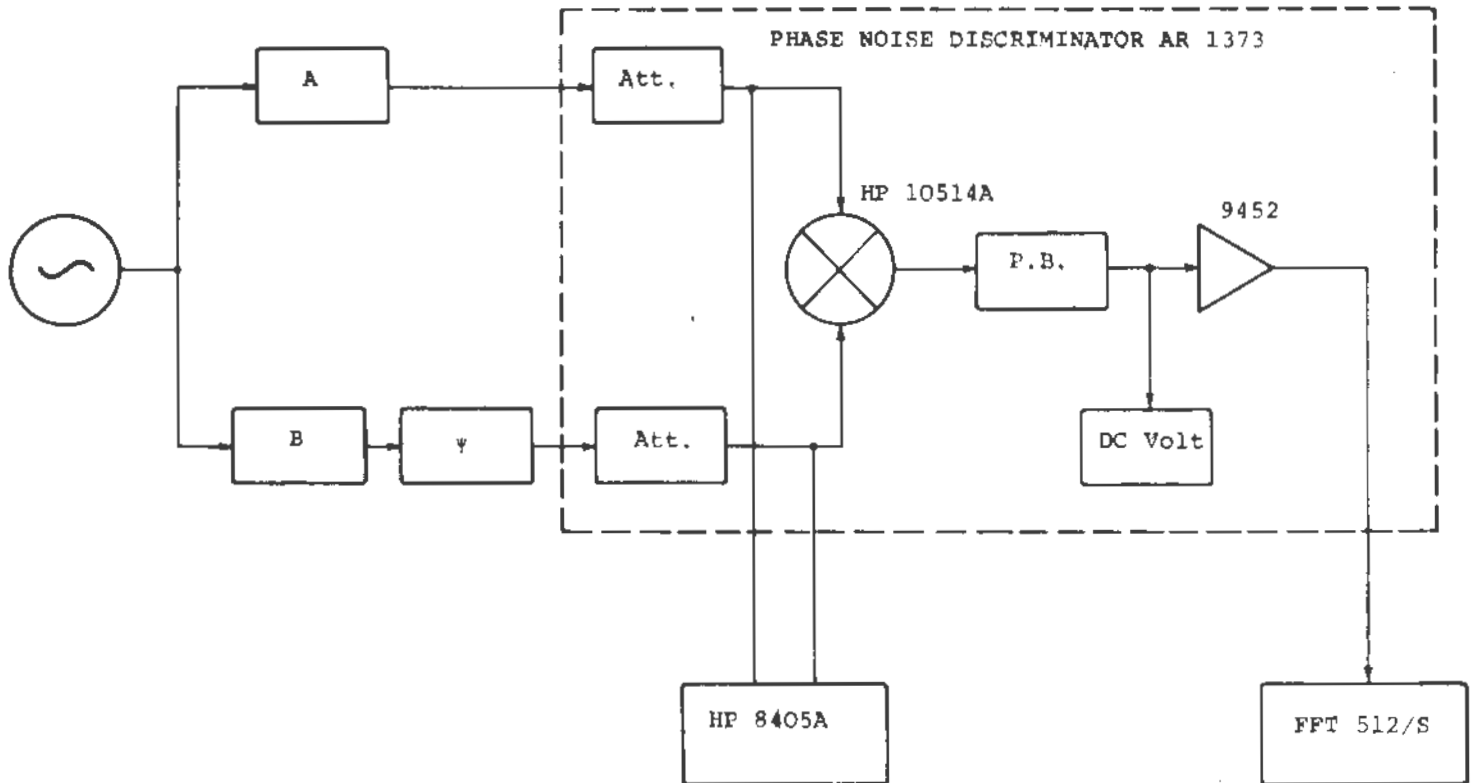 PHASE NOISE DISCRIMINATOR AR 1373
A
Att.
HP 10514A
9452
P.B.
B
ψ
Att.
DC Volt
HP 8405A
FFT 512/S